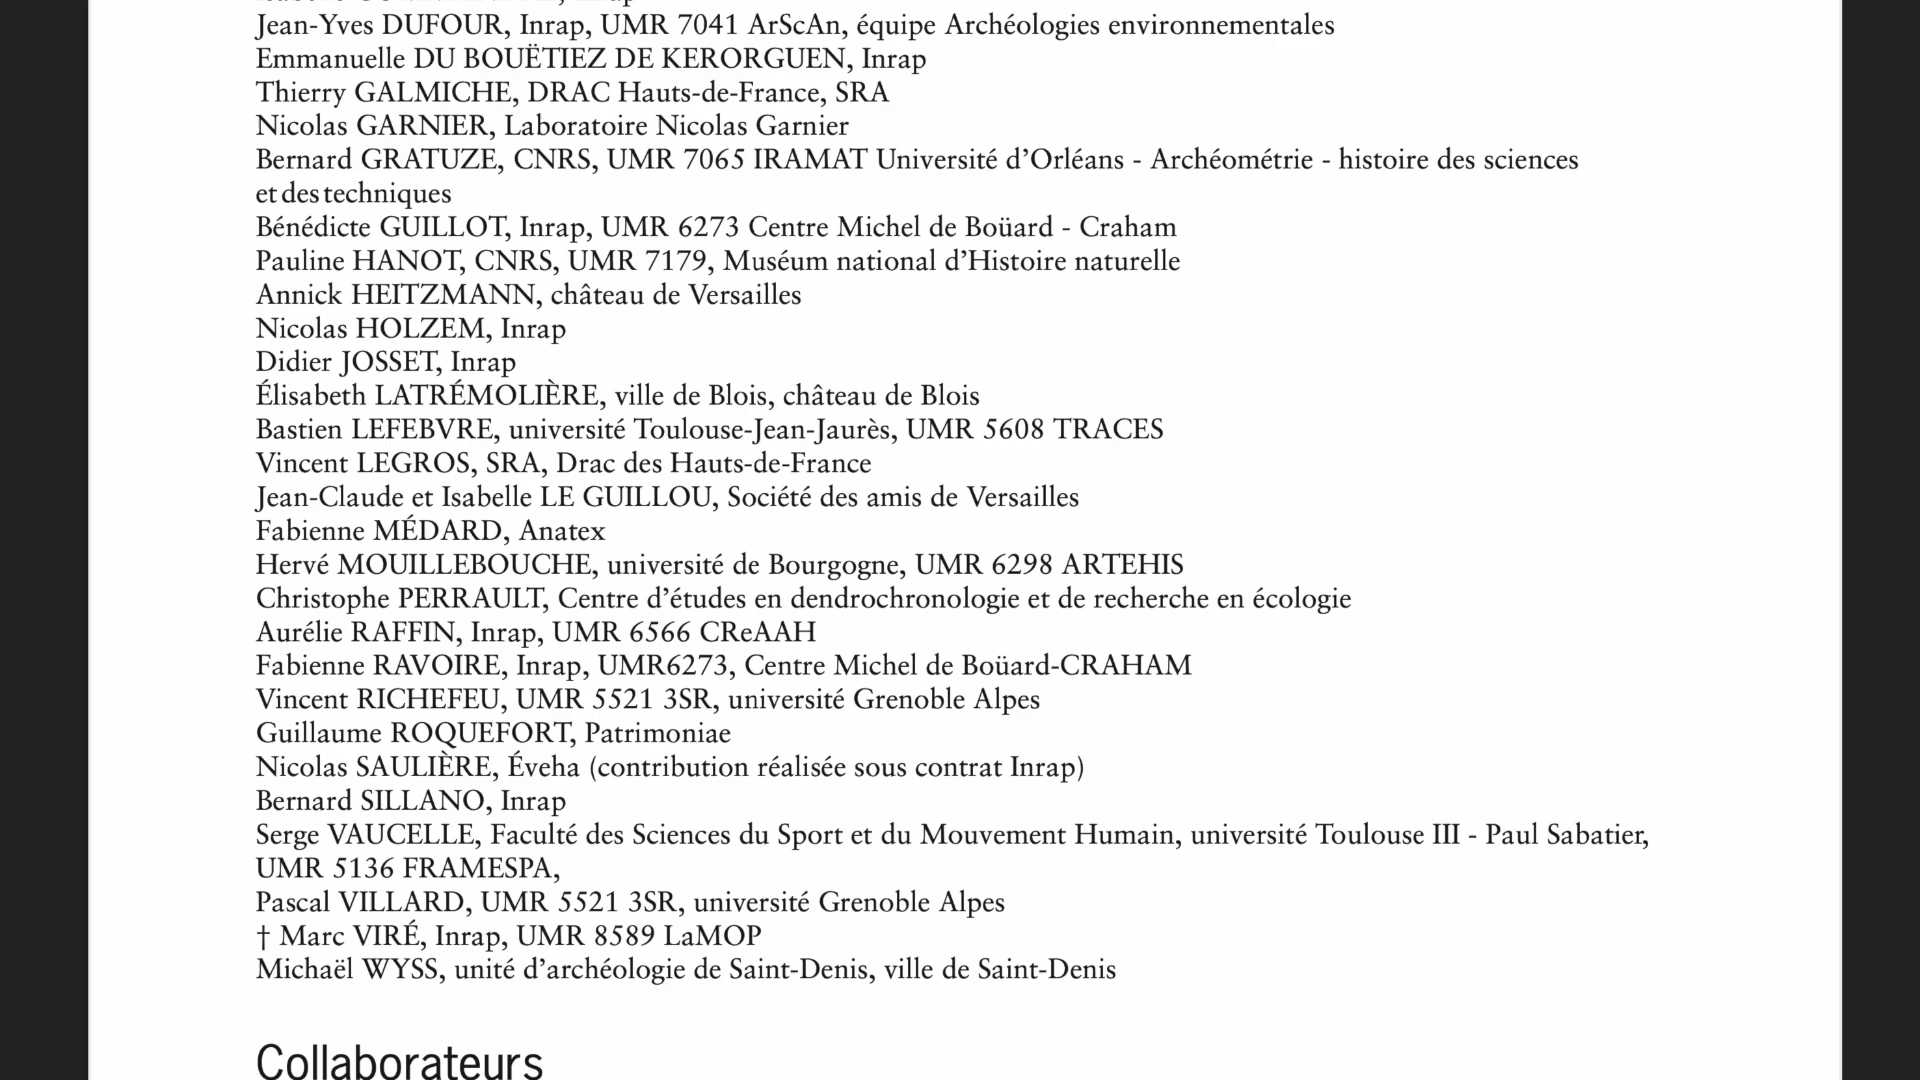 Jean-Yves DUFOUR, Inrap, UMR 7041 ArScAn, équipe Archéologies environnementales
Emmanuelle DU BOUËTIEZ DE KERORGUEN, Inrap
Thierry GALMICHE, DRAC Hauts-de-France, SRA
Nicolas GARNIER, Laboratoire Nicolas Garnier
Bernard GRATUZE, CNRS, UMR 7065 IRAMAT Université d’Orléans - Archéométrie - histoire des sciences
et des techniques
Bénédicte GUILLOT, Inrap, UMR 6273 Centre Michel de Boüard - Craham
Pauline HANOT, CNRS, UMR 7179, Muséum national d’Histoire naturelle
Annick HEITZMANN, château de Versailles
Nicolas HOLZEM, Inrap
Didier JOSSET, Inrap
Élisabeth LATRÉMOLIÈRE, ville de Blois, château de Blois
Bastien LEFEBVRE, université Toulouse-Jean-Jaurès, UMR 5608 TRACES
Vincent LEGROS, SRA, Drac des Hauts-de-France
Jean-Claude et Isabelle LE GUILLOU, Société des amis de Versailles
Fabienne MÉDARD, Anatex
Hervé MOUILLEBOUCHE, université de Bourgogne, UMR 6298 ARTEHIS
Christophe PERRAULT, Centre d’études en dendrochronologie et de recherche en écologie
Aurélie RAFFIN, Inrap, UMR 6566 CReAAH
Fabienne RAVOIRE, Inrap, UMR6273, Centre Michel de Boüard-CRAHAM
Vincent RICHEFEU, UMR 5521 3SR, université Grenoble Alpes
Guillaume ROQUEFORT, Patrimoniae
Nicolas SAULIÈRE, Éveha (contribution réalisée sous contrat Inrap)
Bernard SILLANO, Inrap
Serge VAUCELLE, Faculté des Sciences du Sport et du Mouvement Humain, université Toulouse III - Paul Sabatier,
UMR 5136 FRAMESPA,
Pascal VILLARD, UMR 5521 3SR, université Grenoble Alpes
† Marc VIRÉ, Inrap, UMR 8589 LaMOP
Michaël WYSS, unité d’archéologie de Saint-Denis, ville de Saint-Denis
Collaborateurs